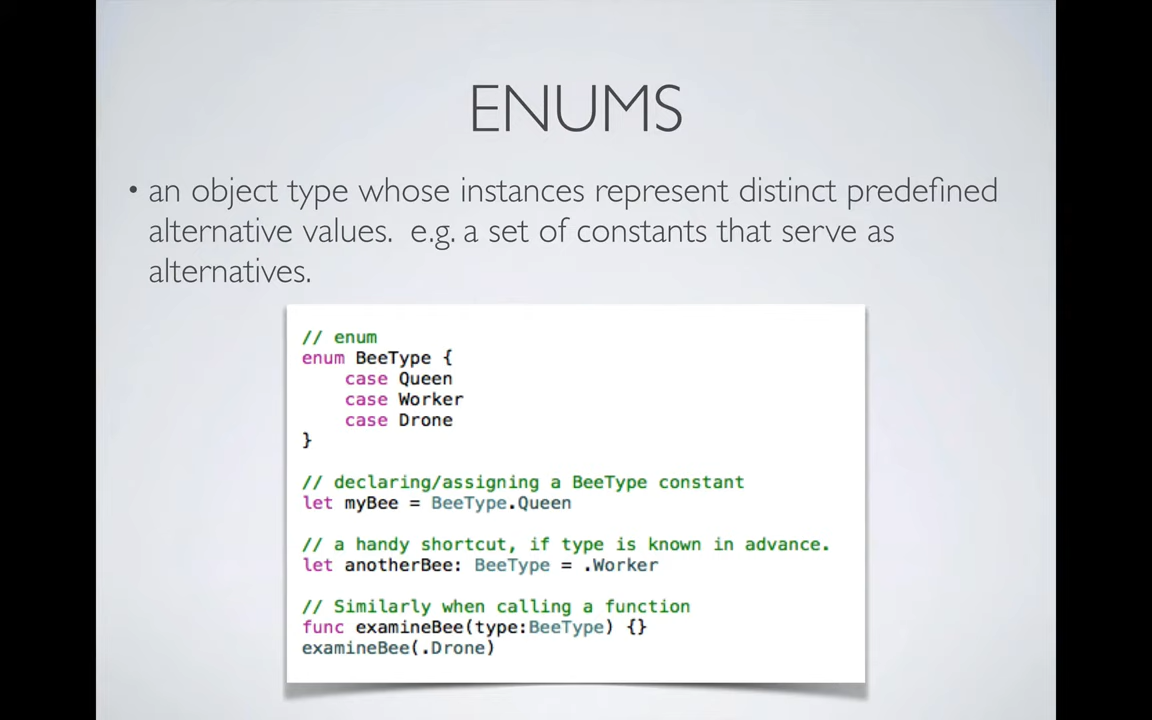 ENUMS
• an object type whose instances represent distinct predefined
alternative values.  e.g. a set of constants that serve as
alternatives.
// enum
enum BeeType {
    case Queen
    case Worker
    case Drone
}
// declaring/assigning a BeeType constant
let myBee = BeeType.Queen
// a handy shortcut, if type is known in advance.
let anotherBee: BeeType = .Worker
// Similarly when calling a function
func examineBee(type:BeeType) {}
examineBee(.Drone)